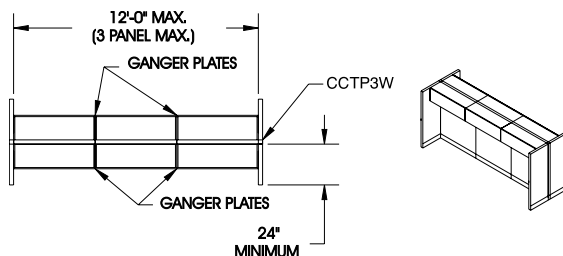 12'-0" MAX.
(3 PANEL MAX.)
GANGER PLATES
CCTP3W
GANGER PLATES
24"
MINIMUM